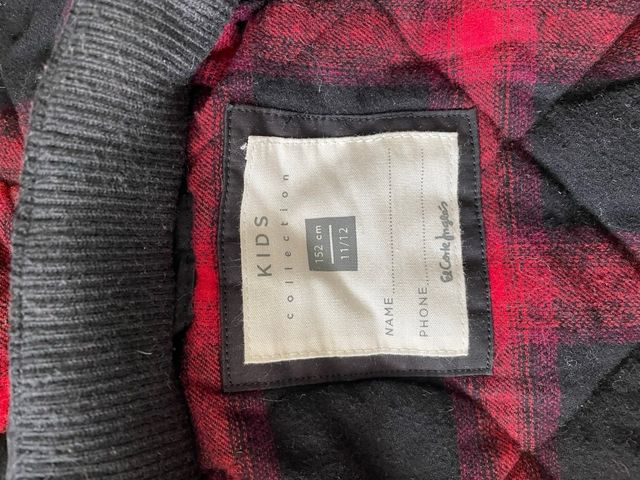 KIDS
collection
152 cm
11/12
NAME
PHONE
El Corte Inglés